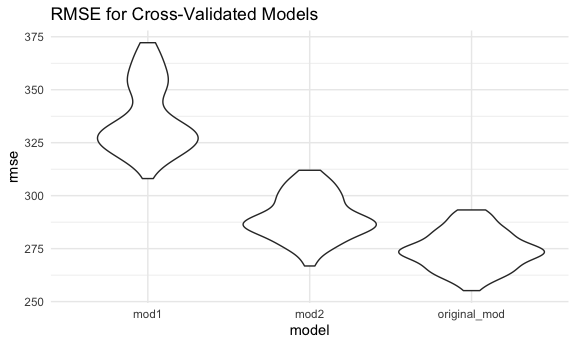 RMSE for Cross-Validated Models
375
350
325
300
275
250
rmse
mod1
mod2
original_mod
model